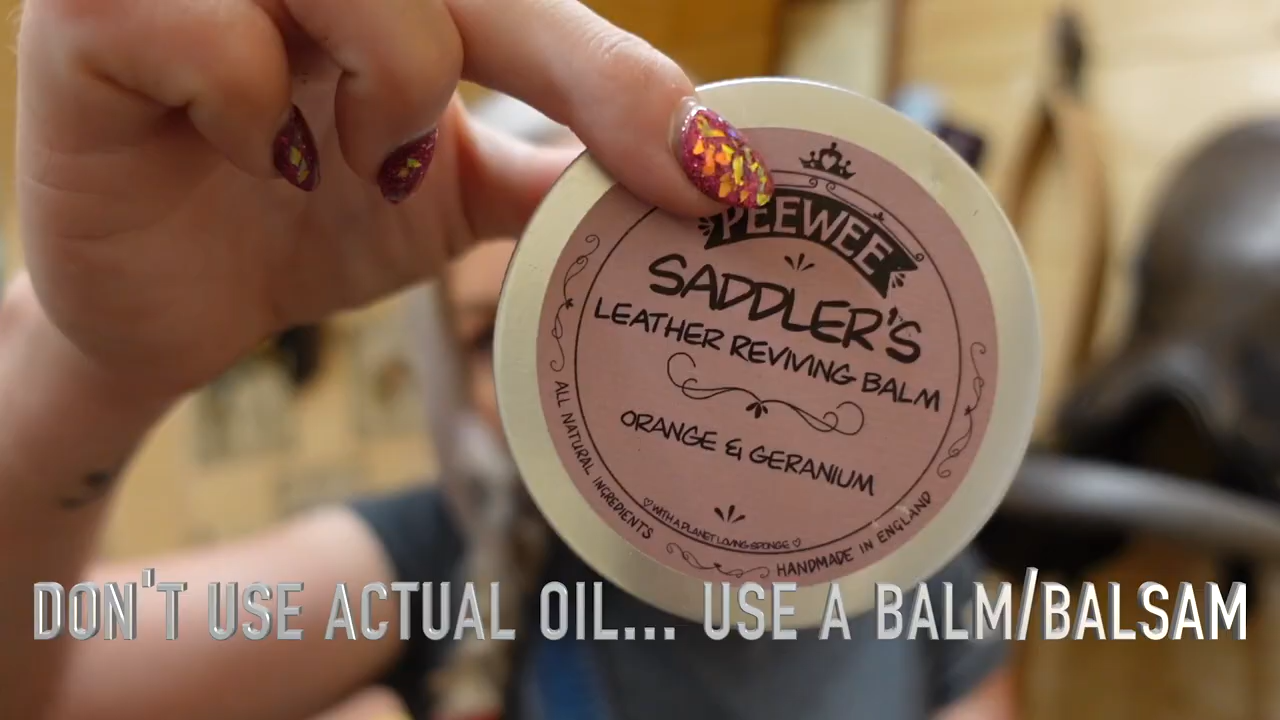 PEEWEE
SADDLER'S
LEATHER REVIVING BALM
ORANGE & GERANIUM
♡ WITH A PLANET LOVING SPONGE ♡
ALL NATURAL INGREDIENTS
HANDMADE IN ENGLAND
DON'T USE ACTUAL OIL... USE A BALM/BALSAM